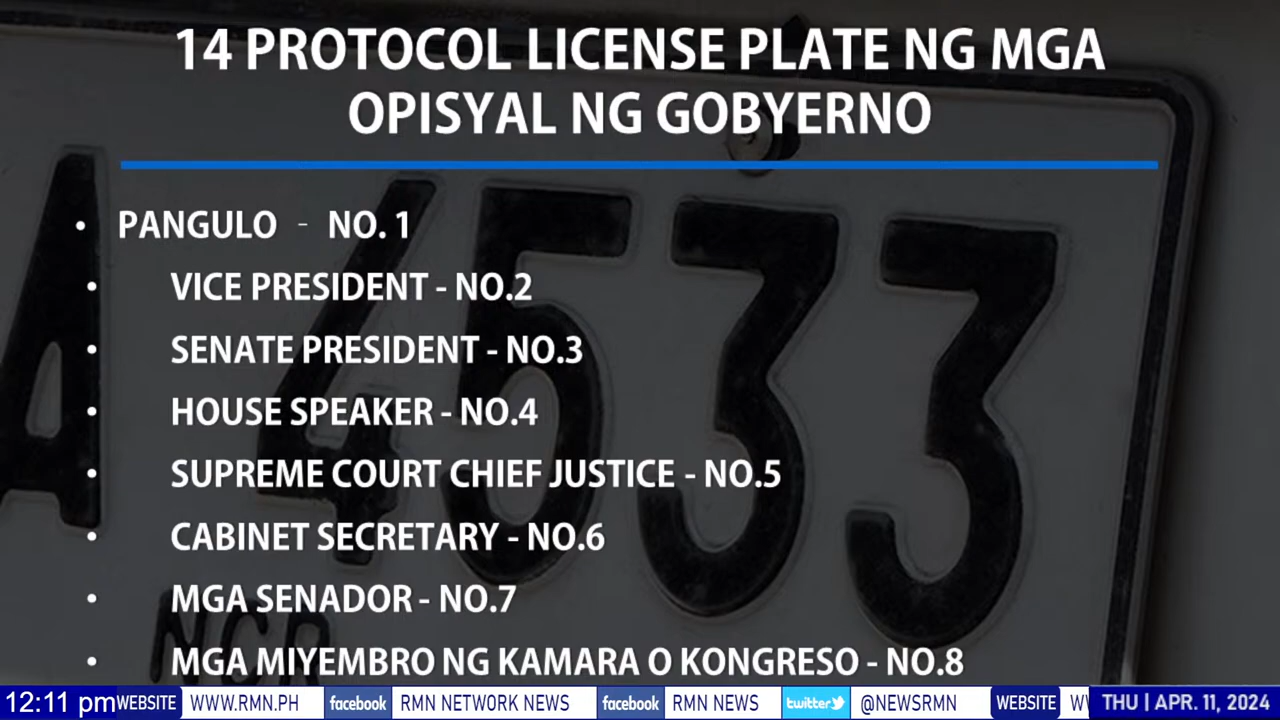 14 PROTOCOL LICENSE PLATE NG MGA
OPISYAL NG GOBYERNO
• PANGULO - NO. 1
• VICE PRESIDENT - NO.2
• SENATE PRESIDENT - NO.3
• HOUSE SPEAKER - NO.4
• SUPREME COURT CHIEF JUSTICE - NO.5
• CABINET SECRETARY - NO.6
• MGA SENADOR - NO.7
• MGA MIYEMBRO NG KAMARA O KONGRESO - NO.8
A 4533
NCR
12:11 pm WEBSITE WWW.RMN.PH facebook RMN NETWORK NEWS facebook RMN NEWS twitter @NEWSRMN WEBSITE THU | APR. 11, 2024